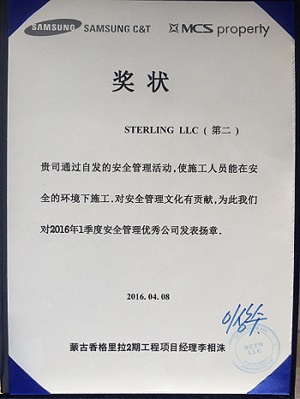 SAMSUNG SAMSUNG C&T MCS property
奖状
STERLING LLC ( 第二 )
贵司通过自发的安全管理活动, 使施工人员能在安
全的环境下施工. 对安全管理文化有贡献, 为此我们
对2016年1季度安全管理优秀公司发表扬章.
2016. 04. 08
이상수
蒙古香格里拉2期工程项目经理李相洙